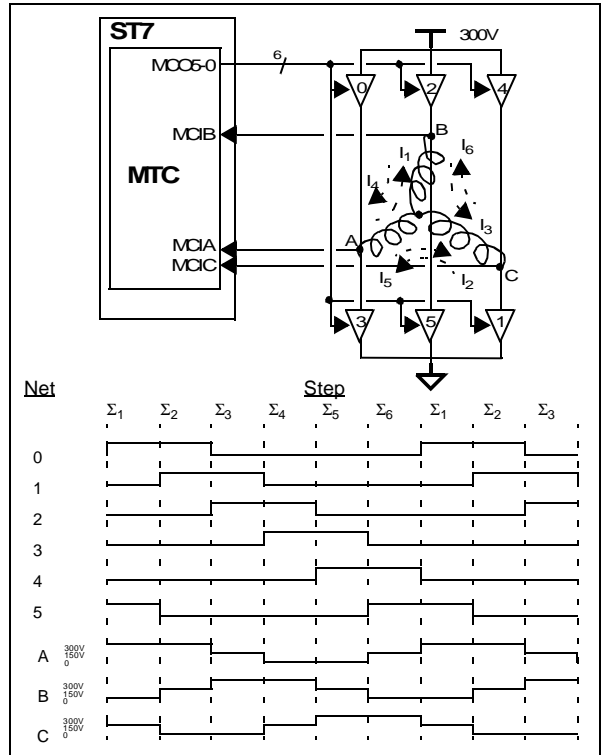 ST7
300V
MCO5-0
6
0
2
4
MCIB
B
I1
I6
MTC
I4
I3
A
MCIA
MCIC
C
I5
I2
3
5
1
Net
Step
Σ1 Σ2 Σ3 Σ4 Σ5 Σ6 Σ1 Σ2 Σ3
0
1
2
3
4
5
A 300V 150V 0
B 300V 150V 0
C 300V 150V 0